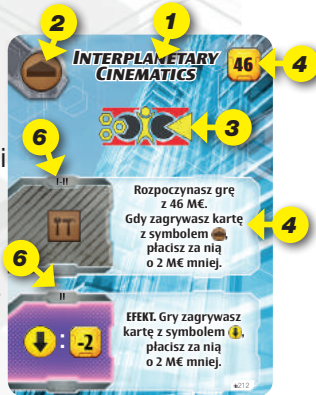 1
2
INTERPLANETARY
CINEMATICS
46
4
3
6
I-II
Rozpoczynasz grę
z 46 M€.
Gdy zagrywasz kartę
z symbolem ,
płacisz za nią
o 2 M€ mniej.
4
6
II
: -2
EFEKT. Gry zagrywasz
kartę z symbolem ,
płacisz za nią
o 2 M€ mniej.
212